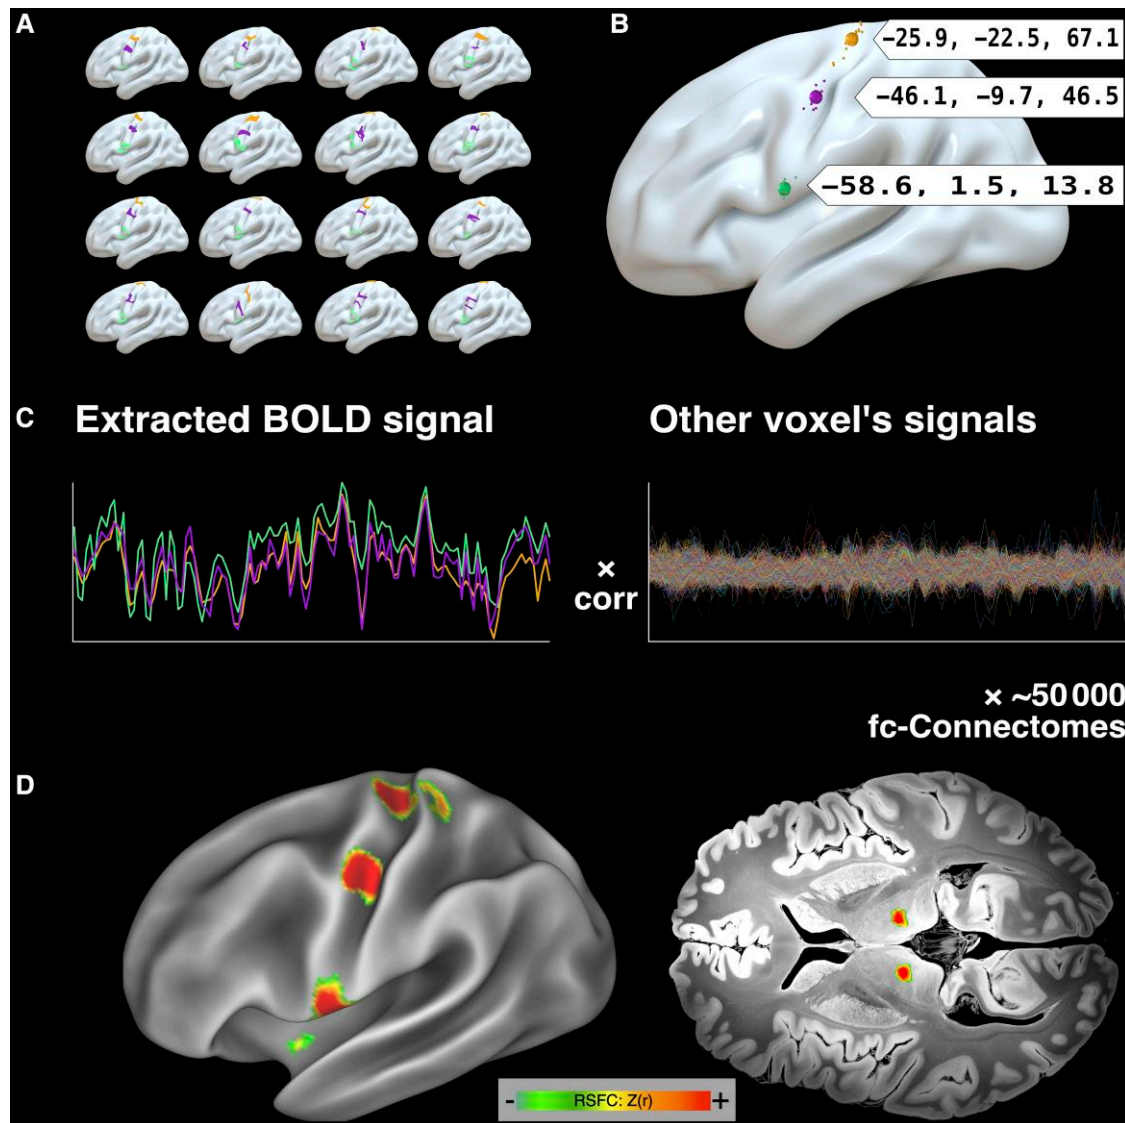 A
B
−25.9, −22.5, 67.1
−46.1, −9.7, 46.5
−58.6, 1.5, 13.8
C
Extracted BOLD signal
Other voxel's signals
×
corr
× ~50 000
fc-Connectomes
D
- RSFC: Z(r) +